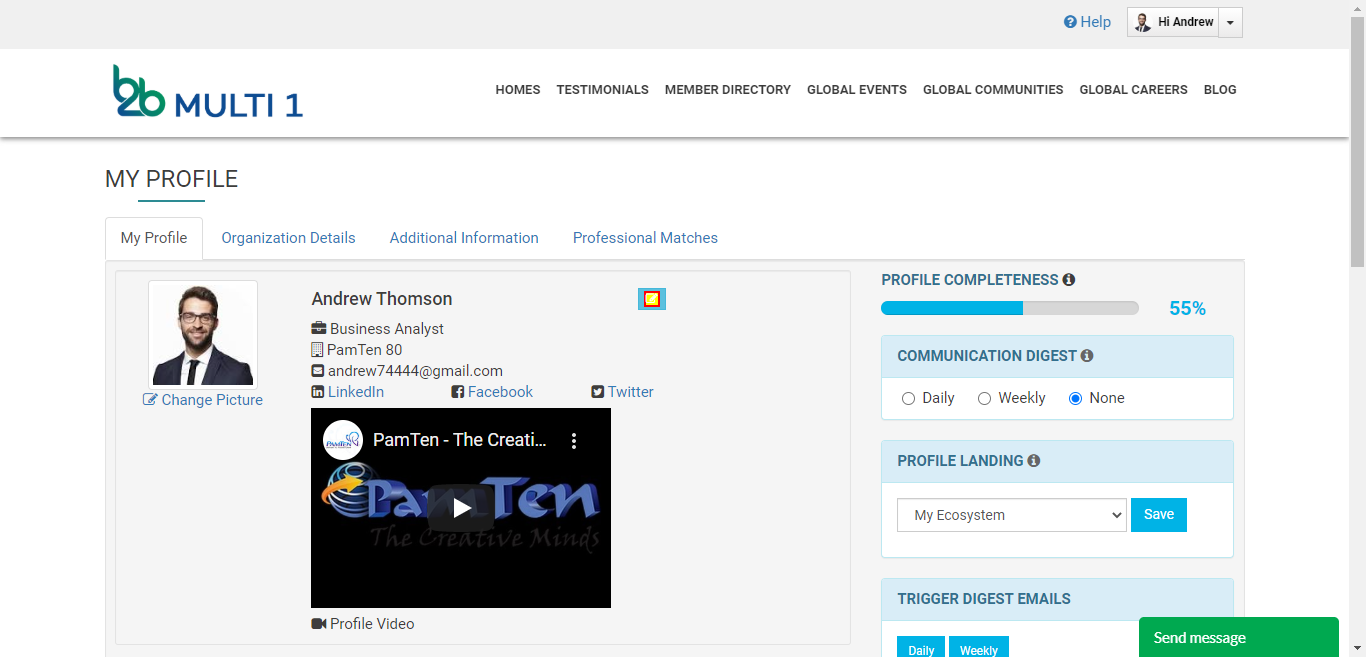 Help
Hi Andrew
b2b MULTI 1
HOMES TESTIMONIALS MEMBER DIRECTORY GLOBAL EVENTS GLOBAL COMMUNITIES GLOBAL CAREERS BLOG
MY PROFILE
My Profile Organization Details Additional Information Professional Matches
Andrew Thomson
Business Analyst
PamTen 80
andrew74444@gmail.com
LinkedIn Facebook Twitter
Change Picture
PAMTEN
PamTen - The Creati...
PamTen
The Creative Minds
Profile Video
PROFILE COMPLETENESS
55%
COMMUNICATION DIGEST
Daily Weekly None
PROFILE LANDING
My Ecosystem
Save
TRIGGER DIGEST EMAILS
Daily Weekly
Send message